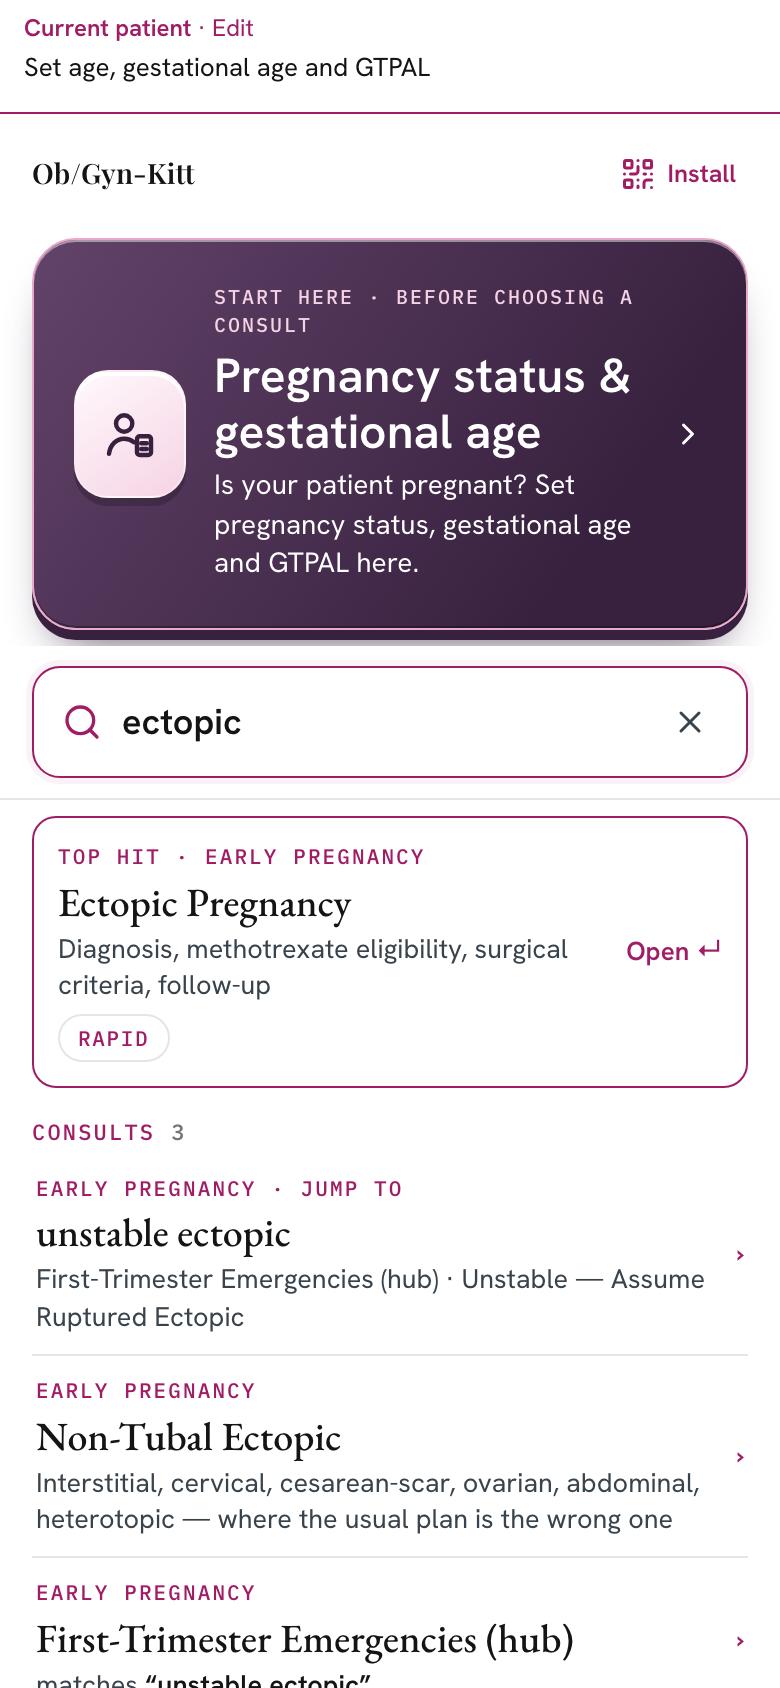 Current patient · Edit
Set age, gestational age and GTPAL
Ob/Gyn-Kitt
Install
START HERE · BEFORE CHOOSING A
CONSULT
Pregnancy status &
gestational age
Is your patient pregnant? Set
pregnancy status, gestational age
and GTPAL here.
ectopic
TOP HIT · EARLY PREGNANCY
Ectopic Pregnancy
Diagnosis, methotrexate eligibility, surgical
criteria, follow-up
Open ↵
RAPID
CONSULTS 3
EARLY PREGNANCY · JUMP TO
unstable ectopic
First-Trimester Emergencies (hub) · Unstable — Assume
Ruptured Ectopic
EARLY PREGNANCY
Non-Tubal Ectopic
Interstitial, cervical, cesarean-scar, ovarian, abdominal,
heterotopic — where the usual plan is the wrong one
EARLY PREGNANCY
First-Trimester Emergencies (hub)
matches “unstable ectopic”